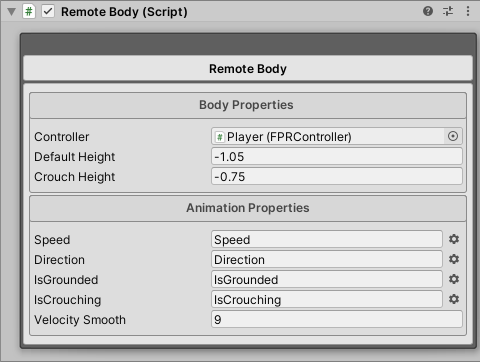 Remote Body (Script)
Remote Body
Body Properties
Controller Player (FPRController)
Default Height -1.05
Crouch Height -0.75
Animation Properties
Speed Speed
Direction Direction
IsGrounded IsGrounded
IsCrouching IsCrouching
Velocity Smooth 9